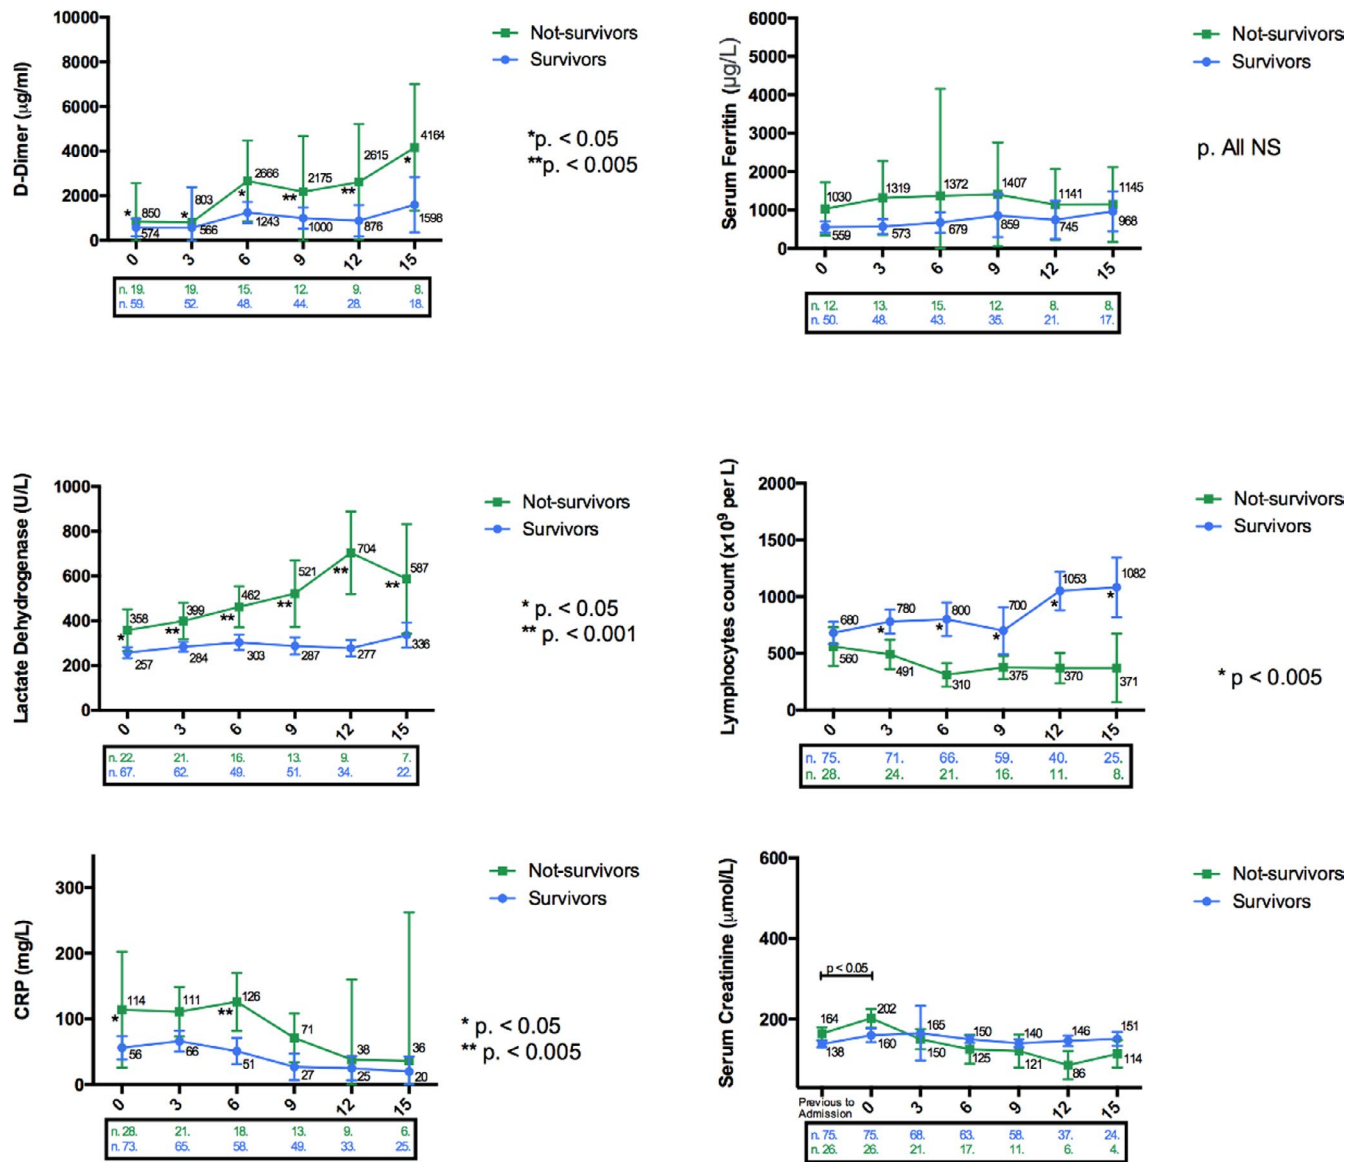 D-Dimer (µg/ml)
10000
8000
6000
4000
2000
0
850
803
2666
2175
2615
4164
574
566
1243
1000
876
1598
* * * ** ** *
0 3 6 9 12 15
n. 19. 19. 15. 12. 9. 8.
n. 59. 52. 48. 44. 28. 18.
Not-survivors
Survivors
*p. < 0.05
**p. < 0.005
Serum Ferritin (µg/L)
6000
5000
4000
3000
2000
1000
0
1030
1319
1372
1407
1141
1145
559
573
679
859
745
968
0 3 6 9 12 15
n. 12. 13. 15. 12. 8. 8.
n. 50. 48. 43. 35. 21. 17.
Not-survivors
Survivors
p. All NS
Lactate Dehydrogenase (U/L)
1000
800
600
400
200
0
358
399
462
521
704
587
257
284
303
287
277
336
* ** ** ** ** **
0 3 6 9 12 15
n. 22. 21. 16. 13. 9. 7.
n. 67. 62. 49. 51. 34. 22.
Not-survivors
Survivors
* p. < 0.05
** p. < 0.001
Lymphocytes count (x10⁹ per L)
2000
1500
1000
500
0
680
780
800
700
1053
1082
560
491
310
375
370
371
* * * * *
0 3 6 9 12 15
n. 75. 71. 66. 59. 40. 25.
n. 28. 24. 21. 16. 11. 8.
Not-survivors
Survivors
* p < 0.005
CRP (mg/L)
300
200
100
0
114
111
126
71
38
36
56
66
51
27
25
20
* **
0 3 6 9 12 15
n. 28. 21. 18. 13. 9. 6.
n. 73. 65. 58. 49. 33. 25.
Not-survivors
Survivors
* p. < 0.05
** p. < 0.005
Serum Creatinine (µmol/L)
600
400
200
p < 0.05
164
202
165
150
140
146
151
138
160
150
125
121
86
114
Previous to
Admission
0 3 6 9 12 15
n. 75. 75. 68. 63. 58. 37. 24.
n. 26. 26. 21. 17. 11. 6. 4.
Not-survivors
Survivors